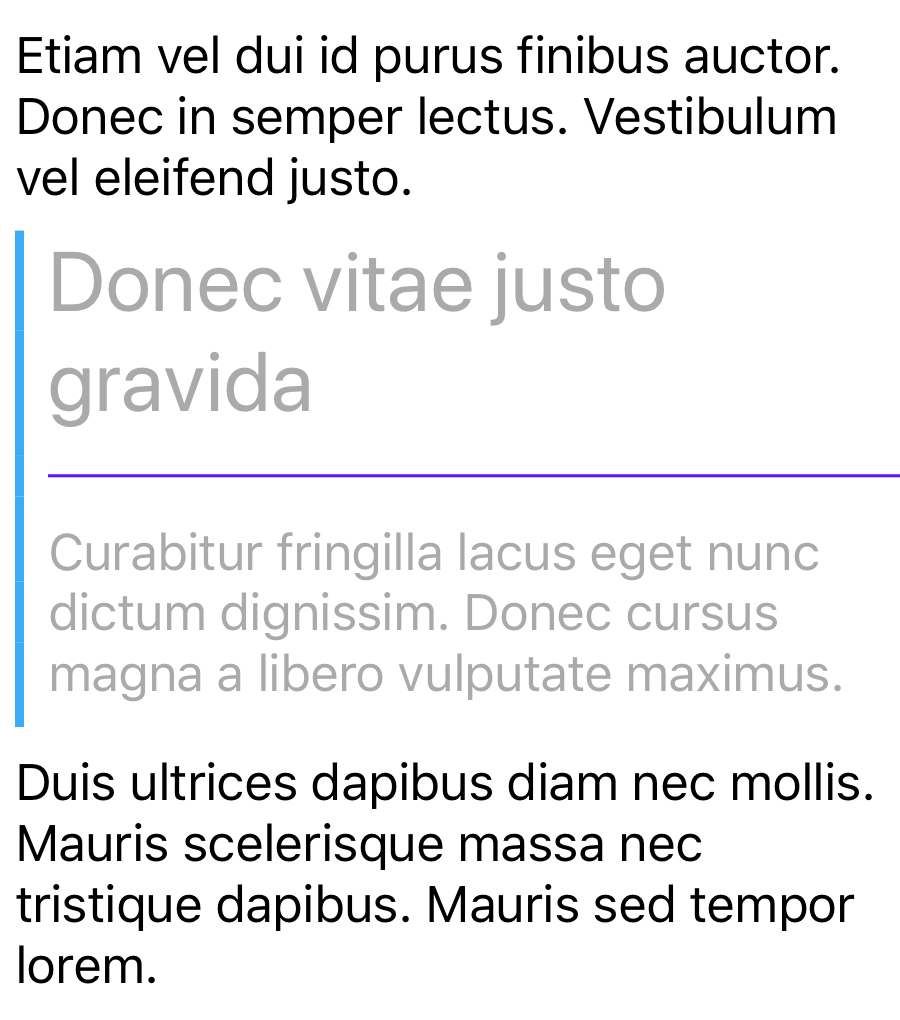 Etiam vel dui id purus finibus auctor.
Donec in semper lectus. Vestibulum
vel eleifend justo.
Donec vitae justo
gravida
Curabitur fringilla lacus eget nunc
dictum dignissim. Donec cursus
magna a libero vulputate maximus.
Duis ultrices dapibus diam nec mollis.
Mauris scelerisque massa nec
tristique dapibus. Mauris sed tempor
lorem.